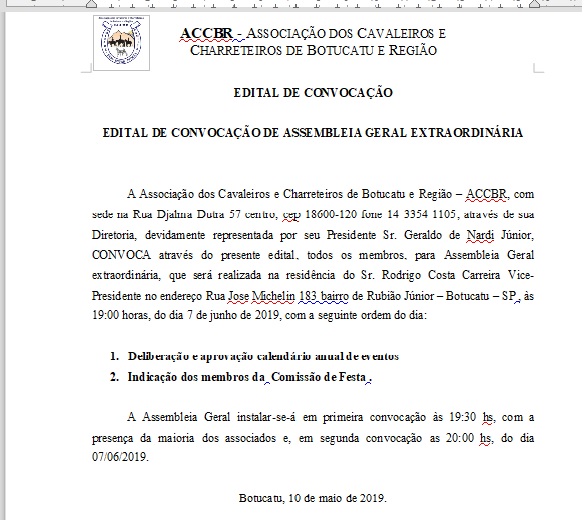 ACCBR - ASSOCIAÇÃO DOS CAVALEIROS E
CHARRETEIROS DE BOTUCATU E REGIÃO
EDITAL DE CONVOCAÇÃO
EDITAL DE CONVOCAÇÃO DE ASSEMBLEIA GERAL EXTRAORDINÁRIA
A Associação dos Cavaleiros e Charreteiros de Botucatu e Região – ACCBR, com
sede na Rua Djalma Dutra 57 centro, cep 18600-120 fone 14 3354 1105, através de sua
Diretoria, devidamente representada por seu Presidente Sr. Geraldo de Nardi Júnior,
CONVOCA através do presente edital, todos os membros, para Assembleia Geral
extraordinária, que será realizada na residência do Sr. Rodrigo Costa Carreira Vice-
Presidente no endereço Rua Jose Michelin 183 bairro de Rubião Júnior – Botucatu – SP, às
19:00 horas, do dia 7 de junho de 2019, com a seguinte ordem do dia:
1. Deliberação e aprovação calendário anual de eventos
2. Indicação dos membros da Comissão de Festa .
A Assembleia Geral instalar-se-á em primeira convocação às 19:30 hs, com a
presença da maioria dos associados e, em segunda convocação as 20:00 hs, do dia
07/06/2019.
Botucatu, 10 de maio de 2019.